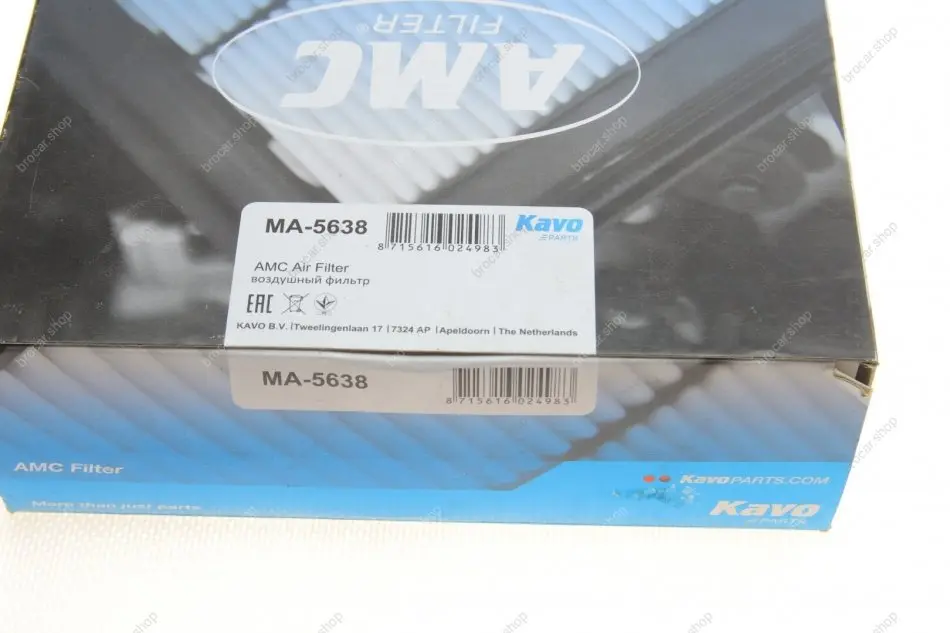 AMC
FILTER
MA-5638
8 715616 024983
Kavo
PARTS
AMC Air Filter
воздушный фильтр
EAC
KAVO B.V. |Tweelingenlaan 17 |7324 AP |Apeldoorn | The Netherlands
MA-5638
8 715616 024983
AMC Filter
KavoPARTS.COM
More than just parts
Kavo
PARTS
brocar.shop